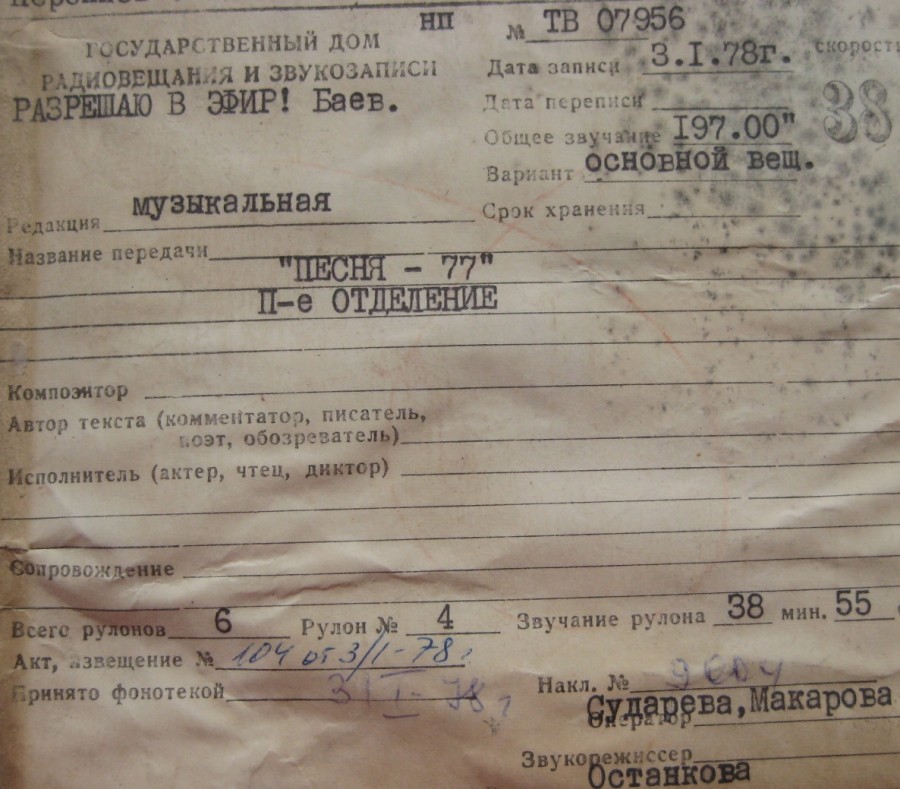 нп № ТВ 07956
ГОСУДАРСТВЕННЫЙ ДОМ
РАДИОВЕЩАНИЯ И ЗВУКОЗАПИСИ
РАЗРЕШАЮ В ЭФИР! Баев.
Дата записи 3.I.78г. скорость
Дата переписи
38
Общее звучание I97.00"
Вариант основной вещ.
Редакция музыкальная
Срок хранения
Название передачи
"ПЕСНЯ - 77"
П-е ОТДЕЛЕНИЕ
Композитор
Автор текста (комментатор, писатель,
поэт, обозреватель)
Исполнитель (актер, чтец, диктор)
Сопровождение
Всего рулонов 6 Рулон № 4 Звучание рулона 38 мин. 55
Акт, извещение № 104 от 3/I-78г
Принято фонотекой 3/I-78г
Накл. №
Сударева, Макарова
Оператор
Звукорежиссер
Останкова